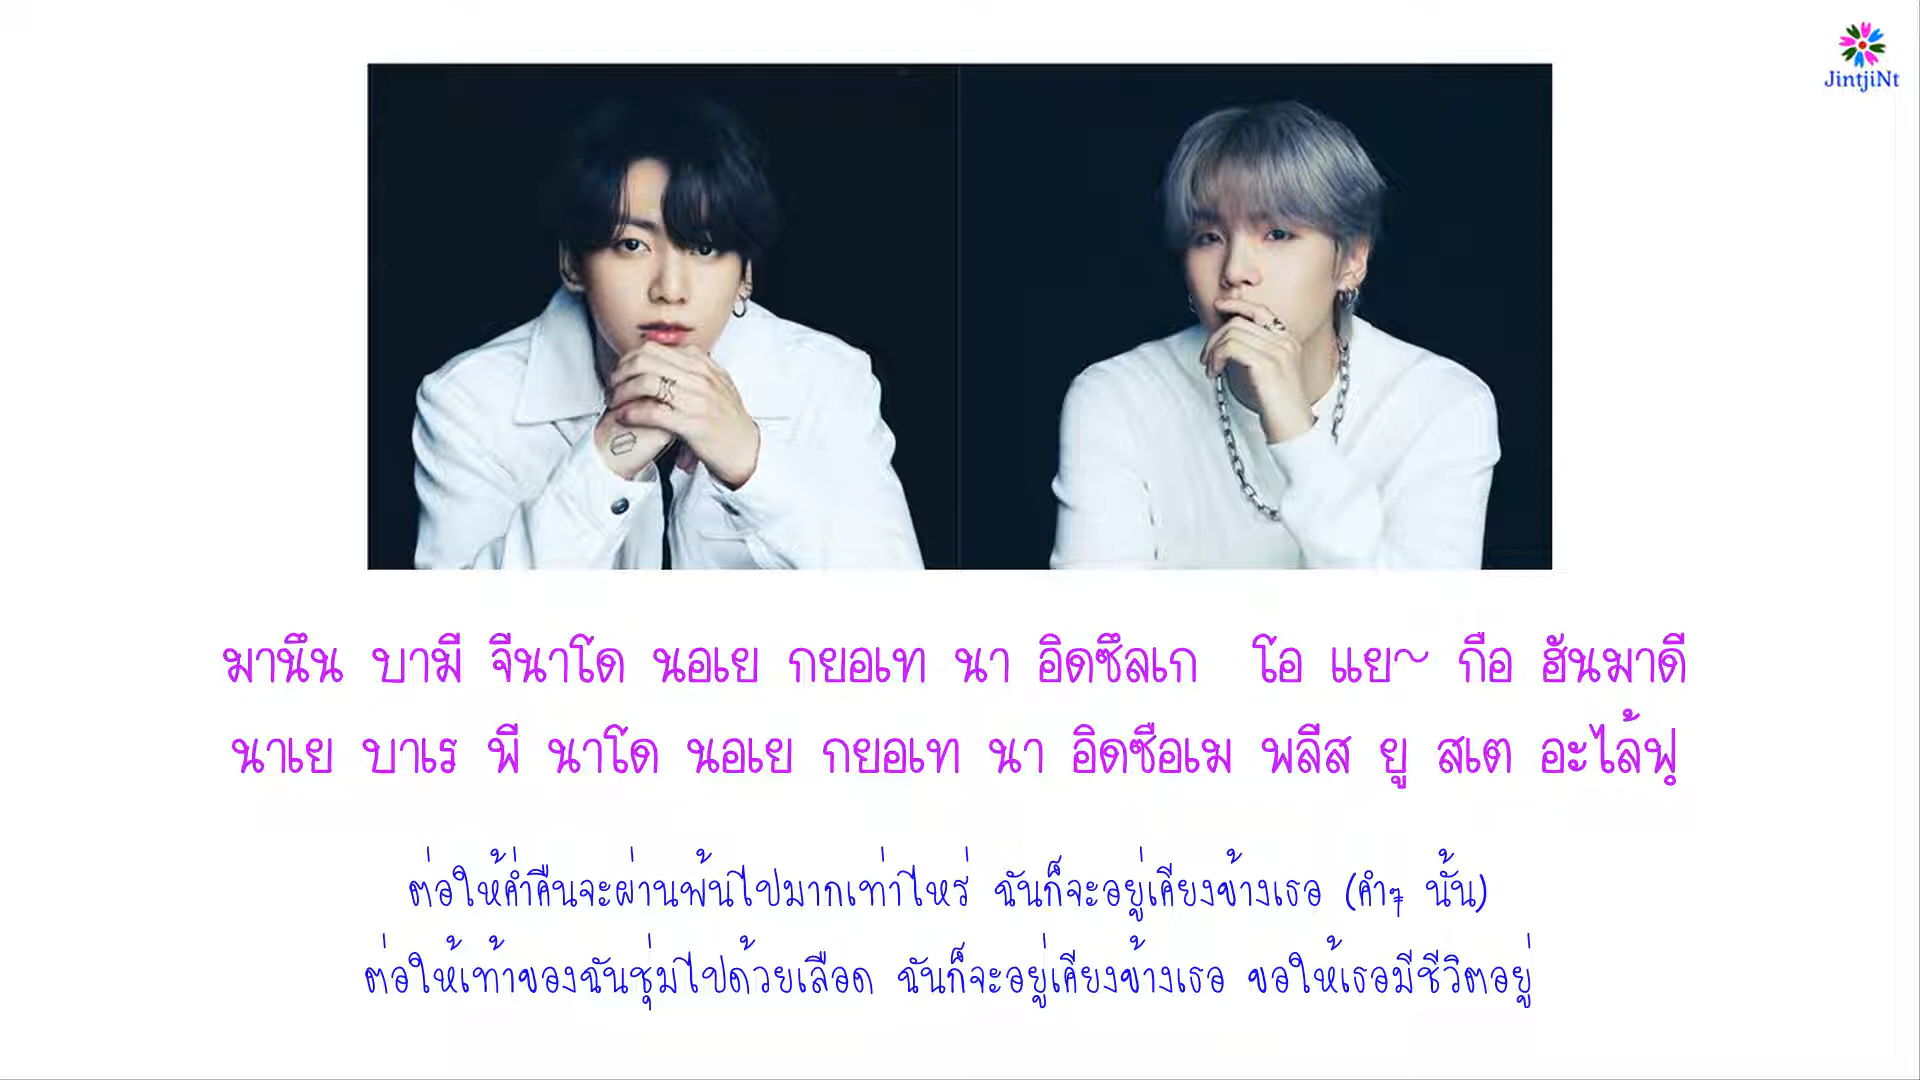 JintjiNt
มานึน บามี จีนาโด นอเย กยอเท นา อิดซึลเก โอ แย~ กือ ฮันมาดี
นาเย บาเร พี นาโด นอเย กยอเท นา อิดซือเม พลีส ยู สเต อะไล้ฟฺ
ต่อให้ค่ำคืนจะผ่านพ้นไปมากเท่าไหร่ ฉันก็จะอยู่เคียงข้างเธอ (คำๆ นั้น)
ต่อให้เท้าของฉันชุ่มไปด้วยเลือด ฉันก็จะอยู่เคียงข้างเธอ ขอให้เธอมีชีวิตอยู่